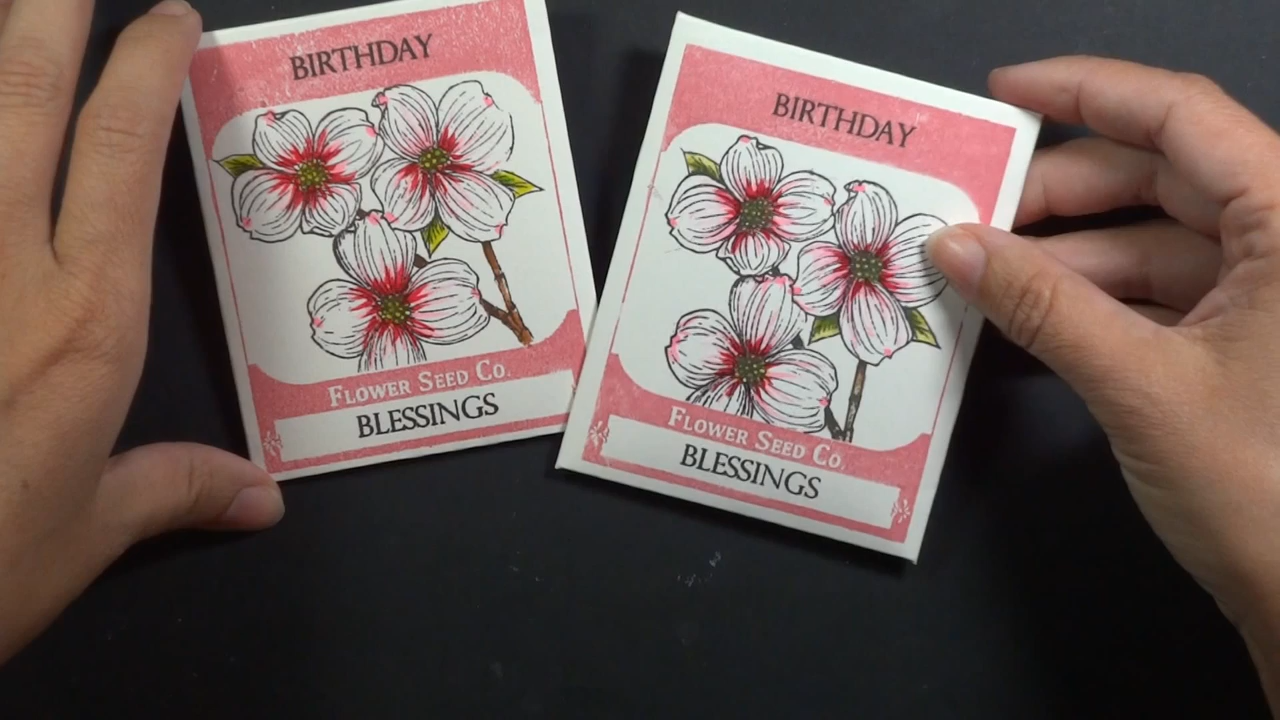 BIRTHDAY
FLOWER SEED CO.
BLESSINGS
BIRTHDAY
FLOWER SEED CO.
BLESSINGS